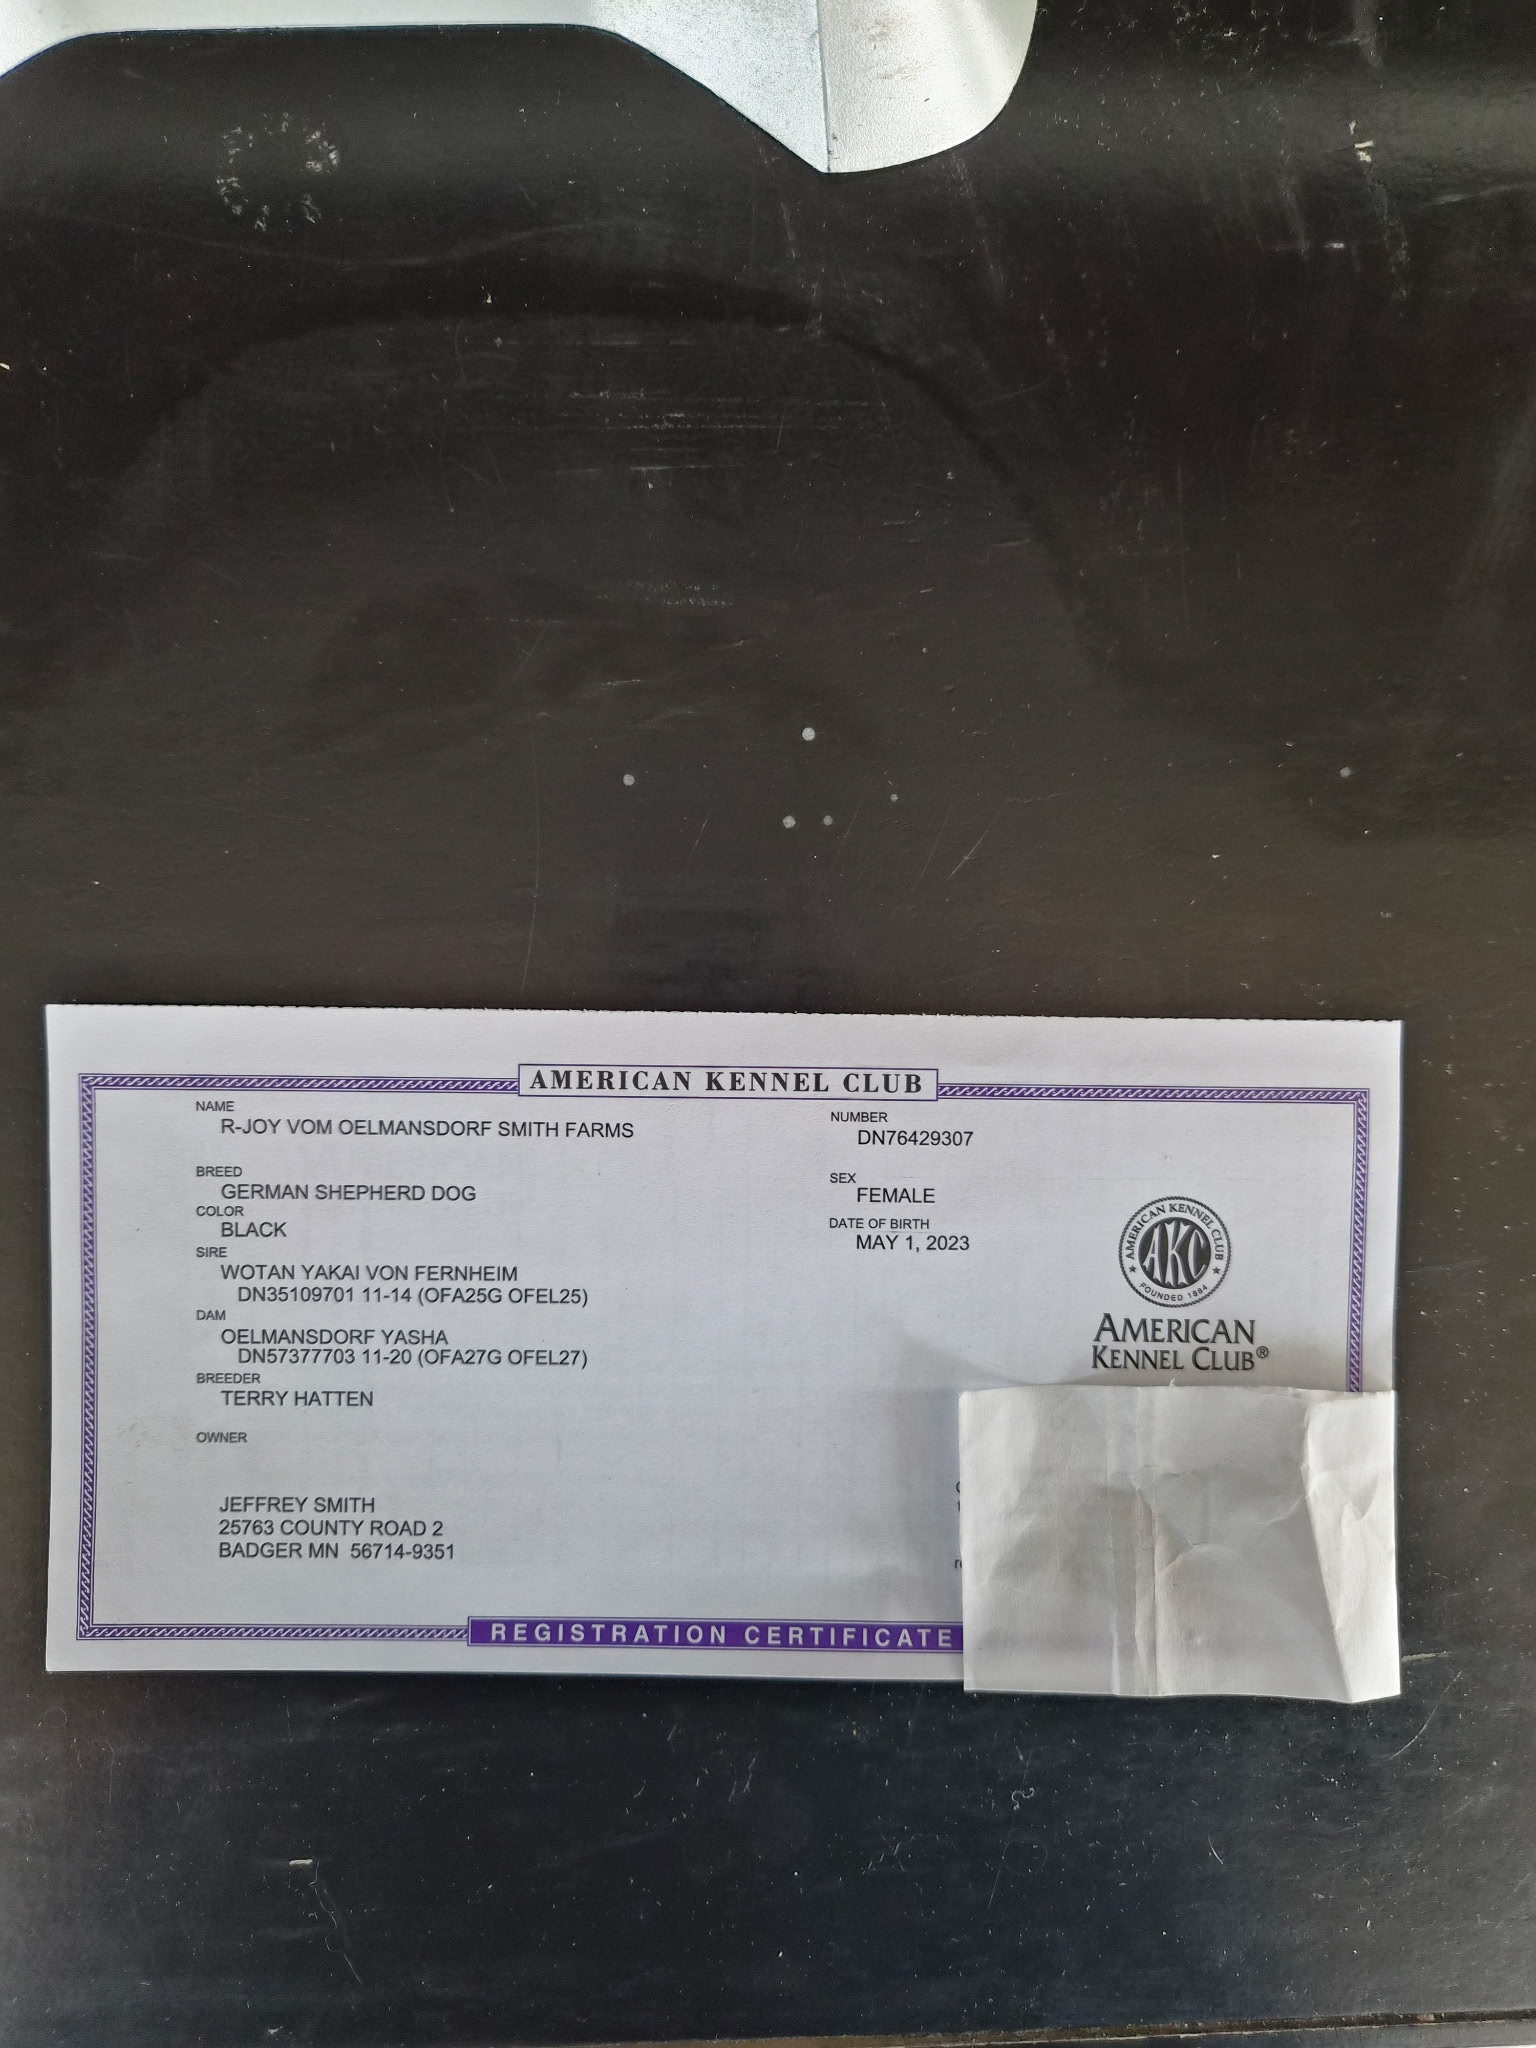 AMERICAN KENNEL CLUB
NAME
R-JOY VOM OELMANSDORF SMITH FARMS
NUMBER
DN76429307
BREED
GERMAN SHEPHERD DOG
SEX
FEMALE
COLOR
BLACK
DATE OF BIRTH
MAY 1, 2023
SIRE
WOTAN YAKAI VON FERNHEIM
DN35109701 11-14 (OFA25G OFEL25)
DAM
OELMANSDORF YASHA
DN57377703 11-20 (OFA27G OFEL27)
BREEDER
TERRY HATTEN
OWNER
JEFFREY SMITH
25763 COUNTY ROAD 2
BADGER MN 56714-9351
AMERICAN KENNEL CLUB
AKC
FOUNDED 1884
AMERICAN
KENNEL CLUB®
REGISTRATION CERTIFICATE